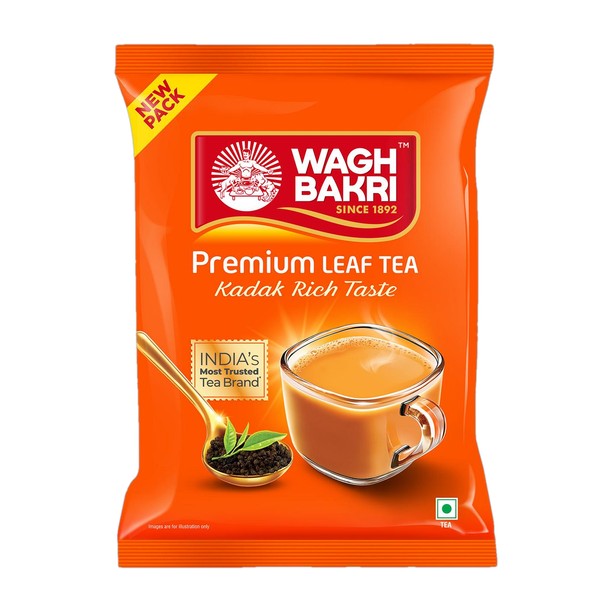 NEW
PACK
WAGH
BAKRI
™
SINCE 1892
Premium LEAF TEA
Kadak Rich Taste
INDIA's
Most Trusted
Tea Brand*
Images are for illustration only
TEA